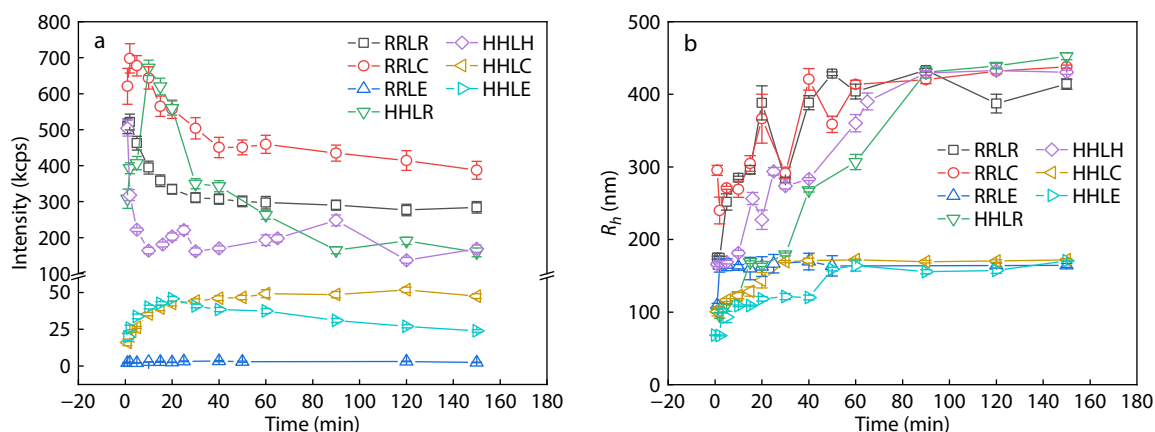 a
RRLR
RRLC
RRLE
HHLR
HHLH
HHLC
HHLE
Intensity (kcps)
800
700
600
500
400
300
200
100
50
25
0
−20 0 20 40 60 80 100 120 140 160 180
Time (min)
b
RRLR
RRLC
RRLE
HHLR
HHLH
HHLC
HHLE
Rh (nm)
500
400
300
200
100
0
−20 0 20 40 60 80 100 120 140 160 180
Time (min)